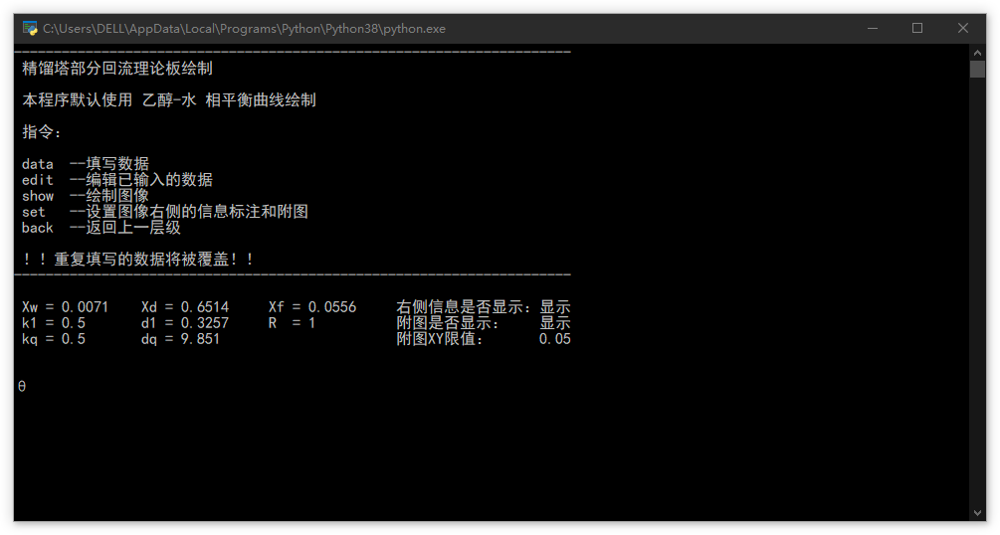 C:\Users\DELL\AppData\Local\Programs\Python\Python38\python.exe
----------------------------------------------------------------------
精馏塔部分回流理论板绘制
本程序默认使用 乙醇-水 相平衡曲线绘制
指令：
data --填写数据
edit --编辑已输入的数据
show --绘制图像
set --设置图像右侧的信息标注和附图
back --返回上一层级
！！重复填写的数据将被覆盖！！
----------------------------------------------------------------------
Xw = 0.0071 Xd = 0.6514 Xf = 0.0556 右侧信息是否显示：显示
k1 = 0.5 d1 = 0.3257 R = 1 附图是否显示： 显示
kq = 0.5 dq = 9.851 附图XY限值： 0.05
θ